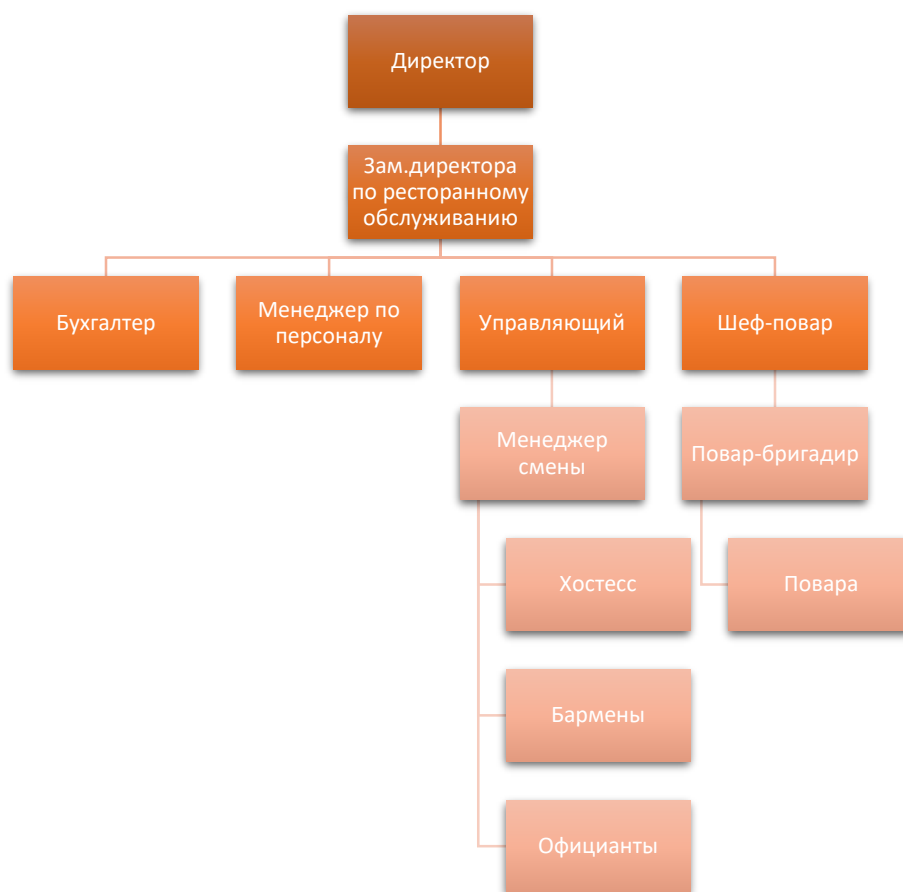 Директор
Зам.директора
по ресторанному
обслуживанию
Бухгалтер
Менеджер по
персоналу
Управляющий
Шеф-повар
Менеджер
смены
Повар-бригадир
Хостесс
Повара
Бармены
Официанты